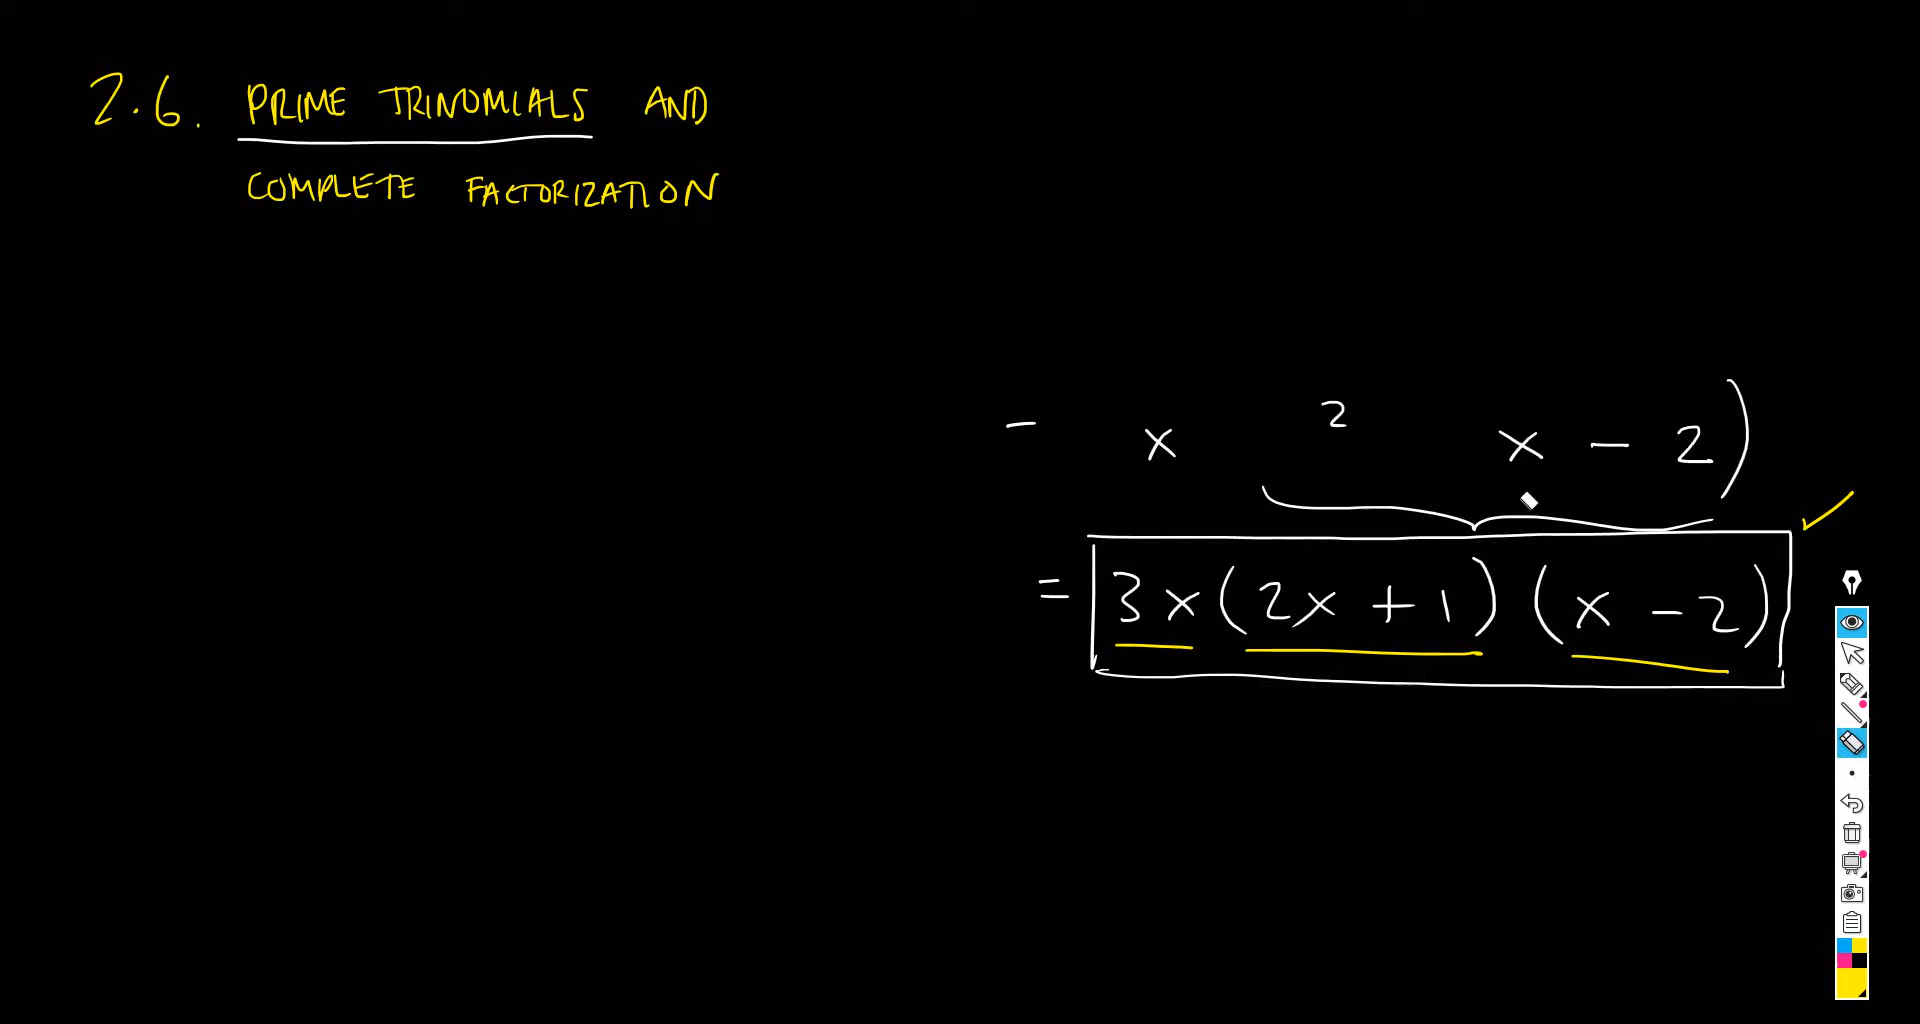 2.6. PRIME TRINOMIALS AND
COMPLETE FACTORIZATION
- x ² x - 2)
= 3x(2x + 1)(x - 2)